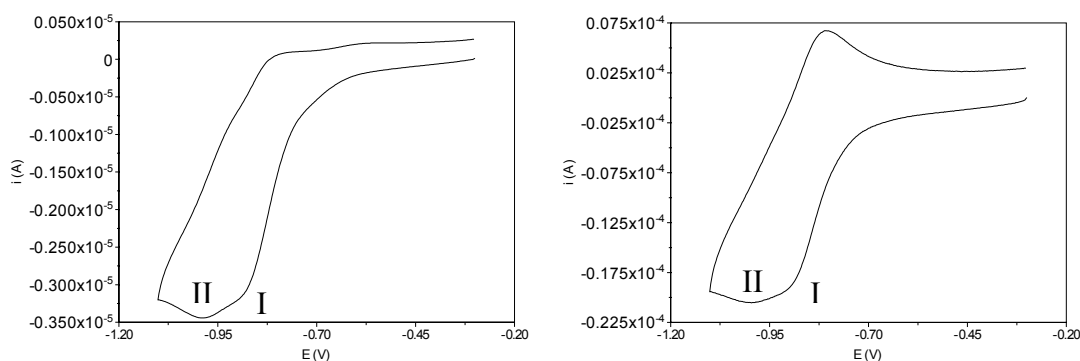 0.050x10-5
0
-0.050x10-5
-0.100x10-5
-0.150x10-5
-0.200x10-5
-0.250x10-5
-0.300x10-5
-0.350x10-5
i (A)
II
I
-1.20
-0.95
-0.70
-0.45
-0.20
E (V)
0.075x10-4
0.025x10-4
-0.025x10-4
-0.075x10-4
-0.125x10-4
-0.175x10-4
-0.225x10-4
i (A)
II
I
-1.20
-0.95
-0.70
-0.45
-0.20
E (V)